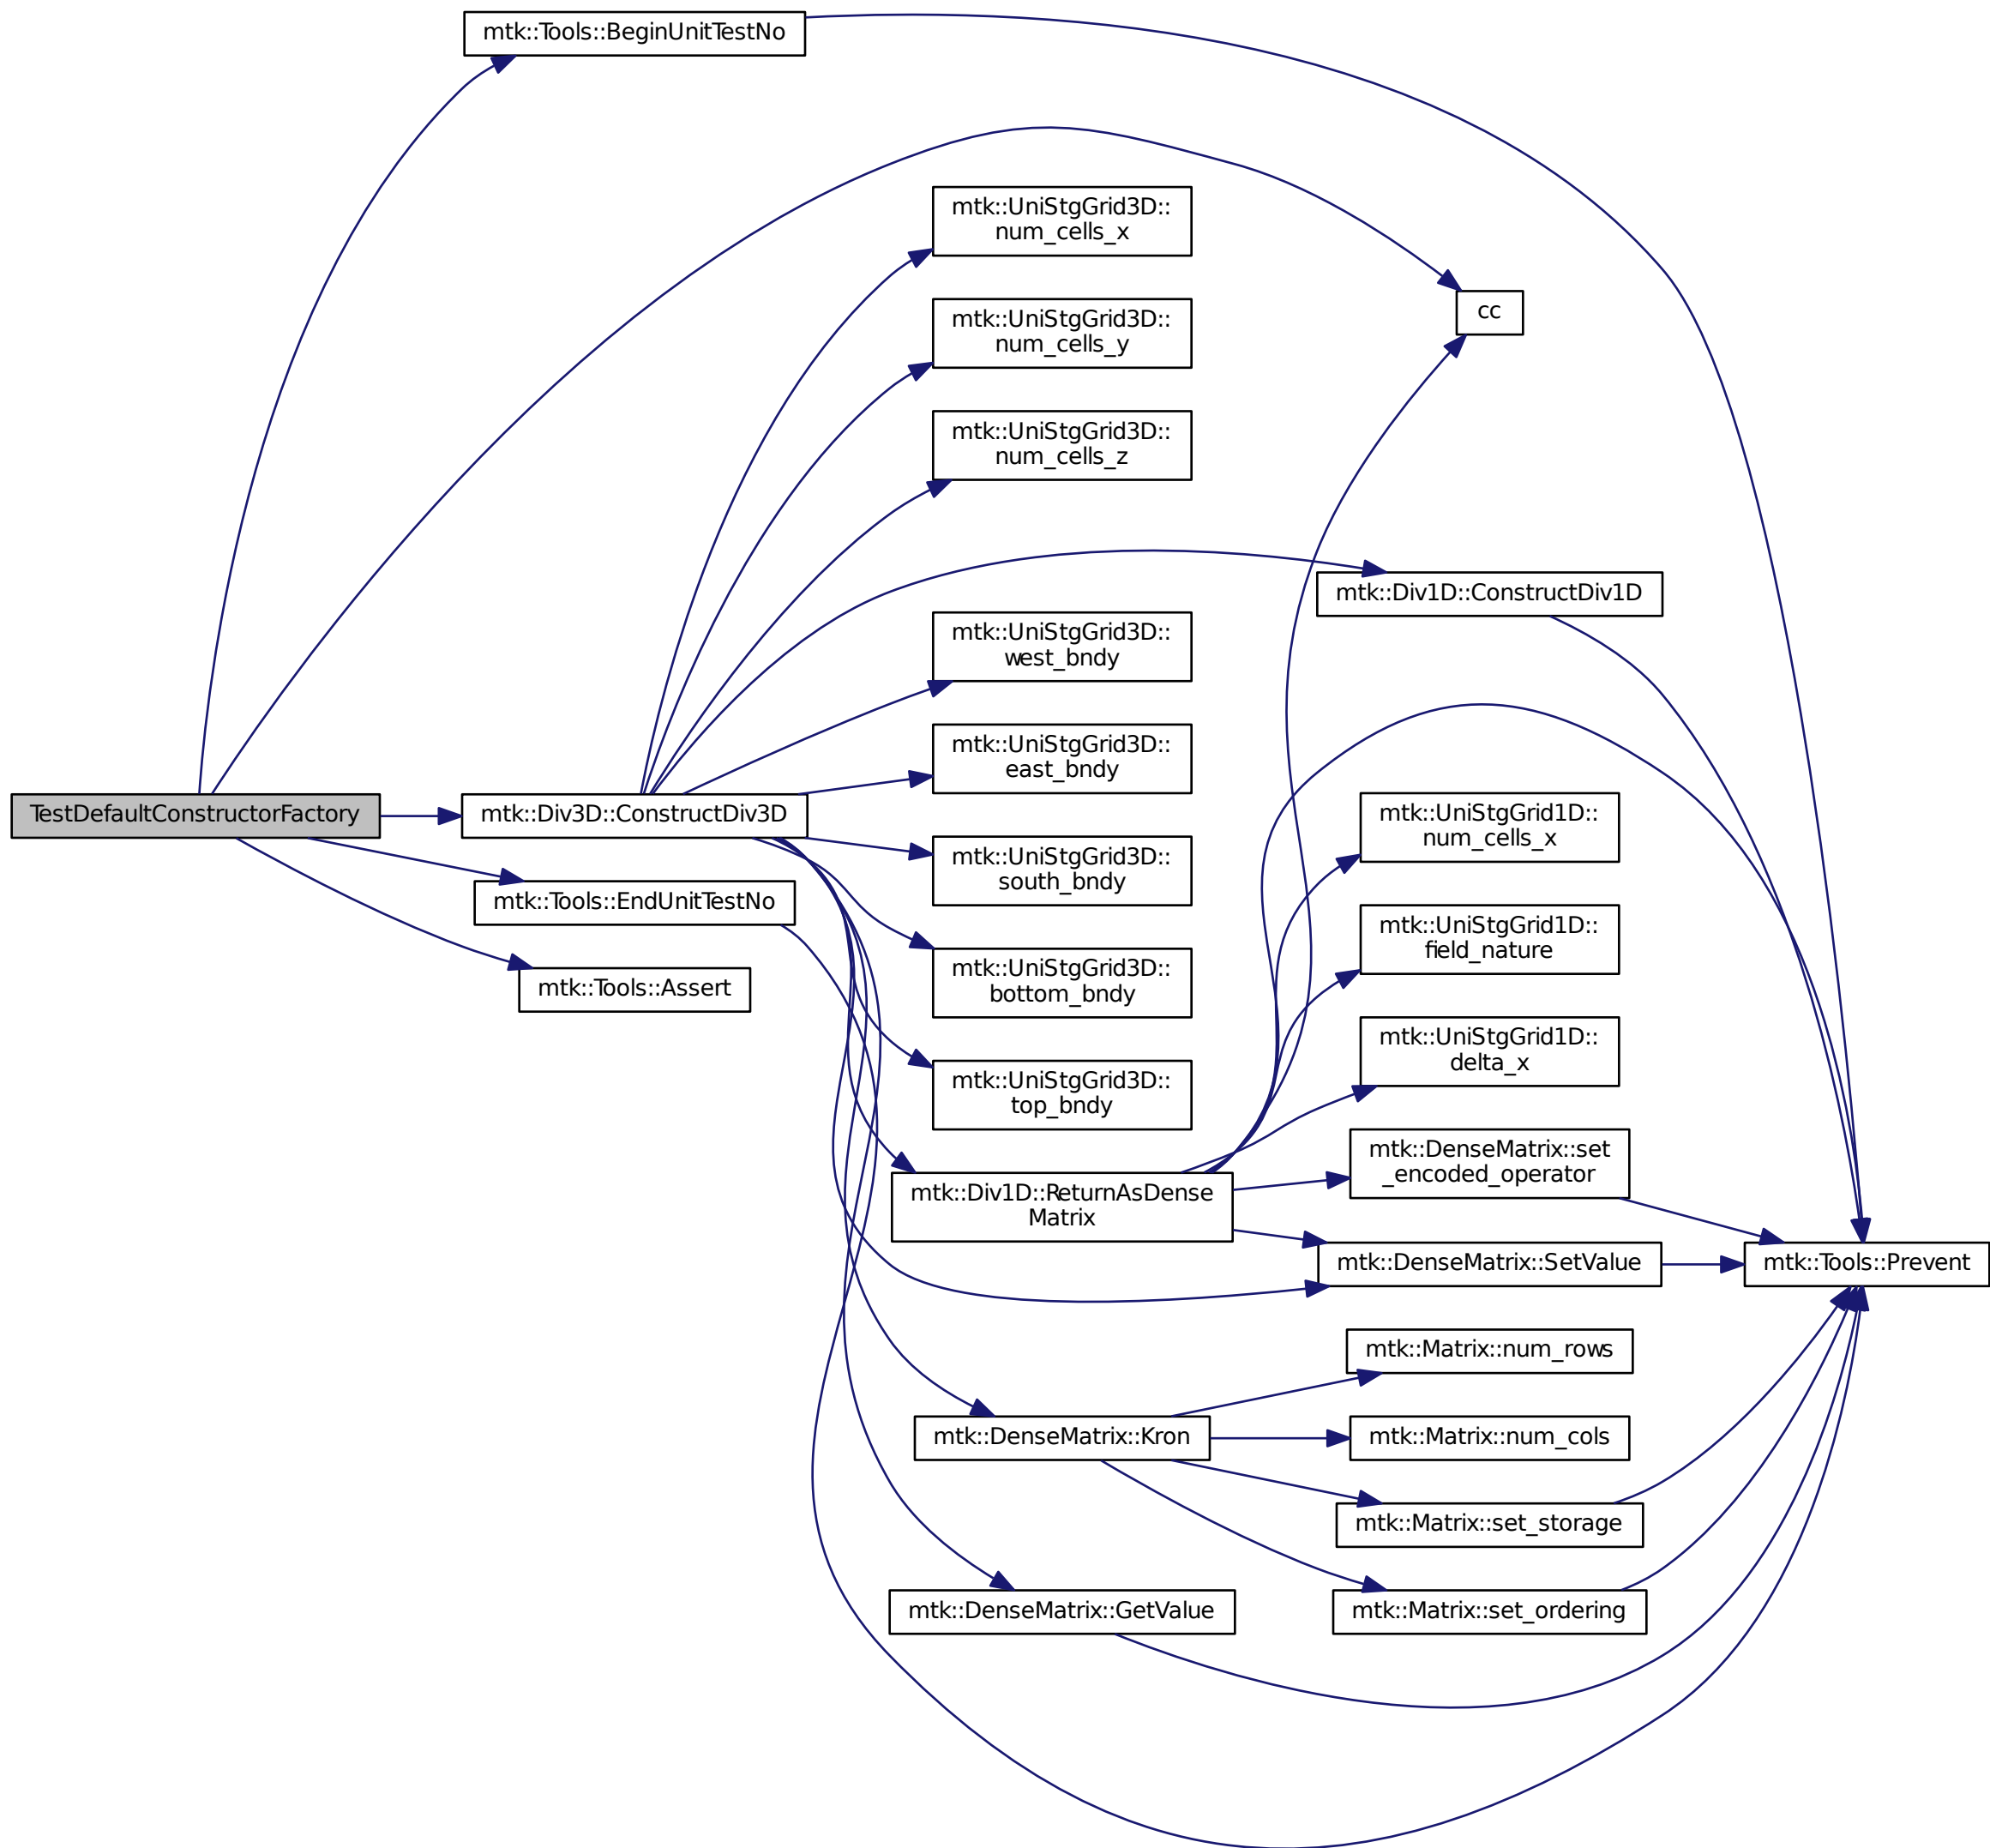 mtk::Tools::BeginUnitTestNo
mtk::UniStgGrid3D::
num_cells_x
cc
mtk::UniStgGrid3D::
num_cells_y
mtk::UniStgGrid3D::
num_cells_z
mtk::Div1D::ConstructDiv1D
mtk::UniStgGrid3D::
west_bndy
mtk::UniStgGrid3D::
east_bndy
TestDefaultConstructorFactory
mtk::Div3D::ConstructDiv3D
mtk::UniStgGrid1D::
num_cells_x
mtk::UniStgGrid3D::
south_bndy
mtk::Tools::EndUnitTestNo
mtk::UniStgGrid1D::
field_nature
mtk::Tools::Assert
mtk::UniStgGrid3D::
bottom_bndy
mtk::UniStgGrid1D::
delta_x
mtk::UniStgGrid3D::
top_bndy
mtk::DenseMatrix::set
_encoded_operator
mtk::Div1D::ReturnAsDense
Matrix
mtk::DenseMatrix::SetValue
mtk::Tools::Prevent
mtk::Matrix::num_rows
mtk::DenseMatrix::Kron
mtk::Matrix::num_cols
mtk::Matrix::set_storage
mtk::DenseMatrix::GetValue
mtk::Matrix::set_ordering